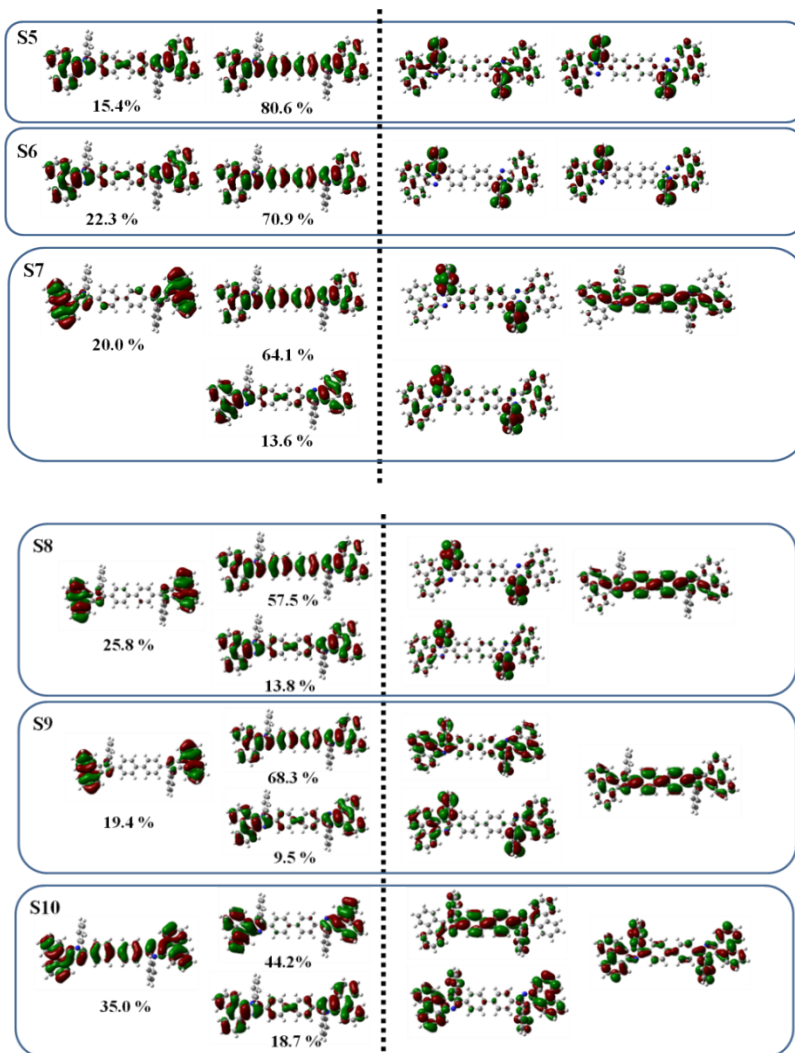 S5
15.4%
80.6 %
S6
22.3 %
70.9 %
S7
20.0 %
64.1 %
13.6 %
S8
57.5 %
25.8 %
13.8 %
S9
68.3 %
19.4 %
9.5 %
S10
44.2%
35.0 %
18.7 %